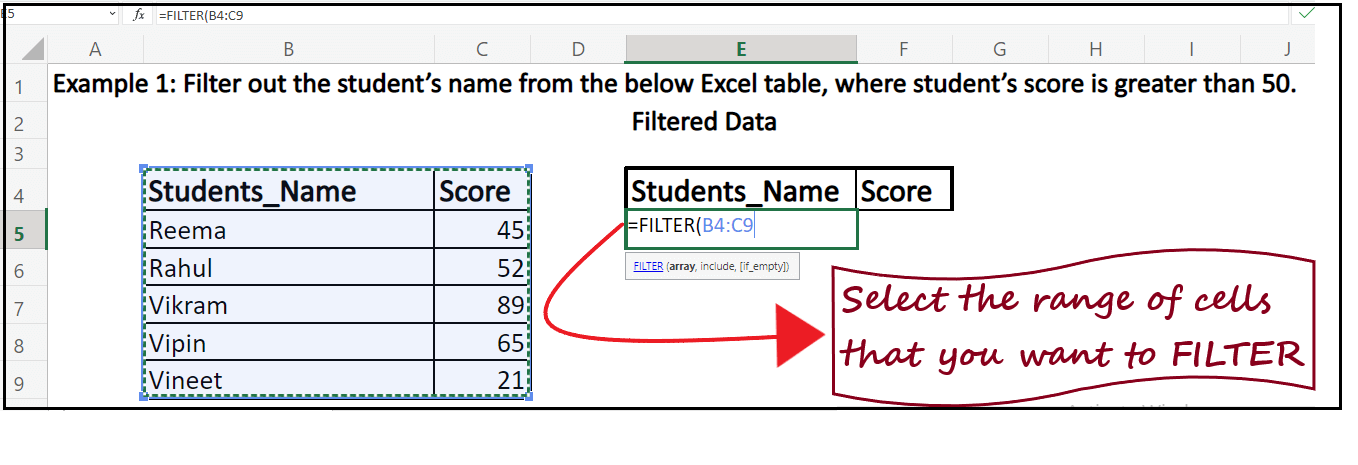 E5 fx =FILTER(B4:C9
A B C D E F G H I J
1 Example 1: Filter out the student’s name from the below Excel table, where student’s score is greater than 50.
2 Filtered Data
3
4 Students_Name Score Students_Name Score
5 Reema 45 =FILTER(B4:C9
FILTER (array, include, [if_empty])
6 Rahul 52
7 Vikram 89
8 Vipin 65
9 Vineet 21
Select the range of cells
that you want to FILTER